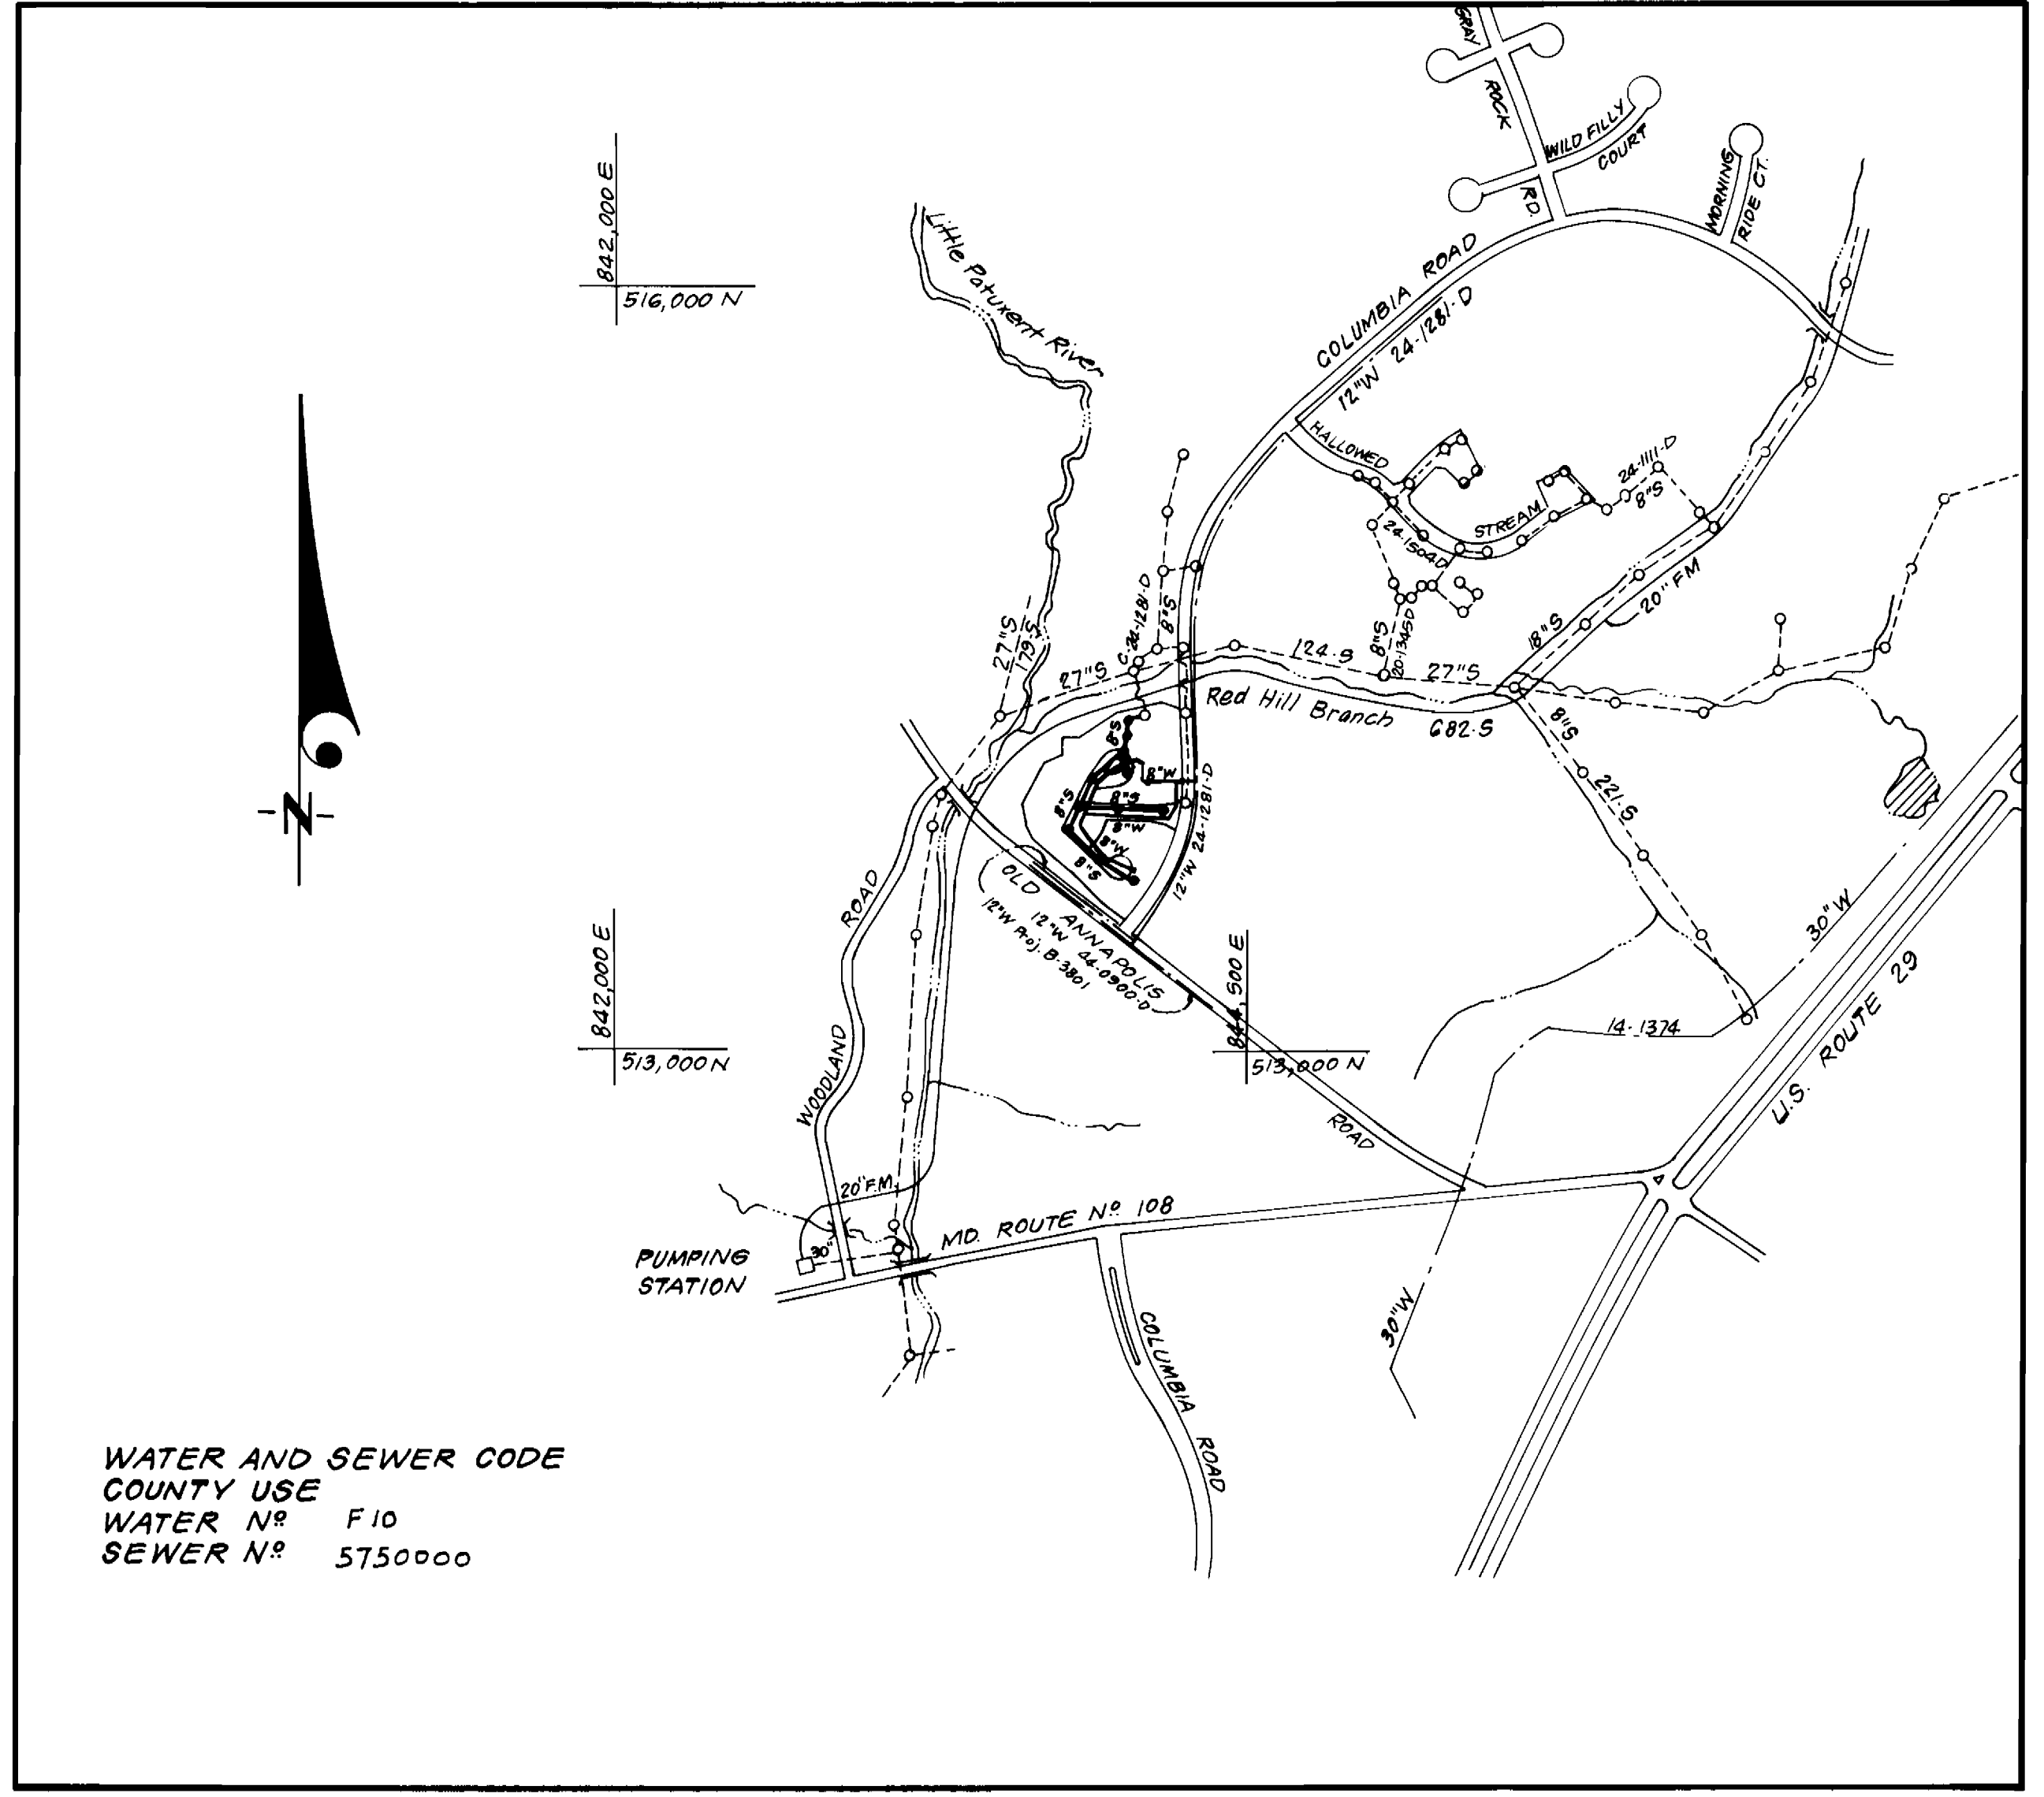 GRAY
ROCK
RD.
WILD FILLY
COURT
MORNING
RIDE CT.
842,000 E
516,000 N
Little Patuxent River
COLUMBIA ROAD
12"W 24-1281-D
HALLOWED
STREAM
24-1111-D
8"S
24-1504D
8"S
20-1345D
C-24-1281-D
8"S
27"S
179-S
27"S
124-S
27"S
18"S
20" FM
Red Hill Branch
682-S
8"S
221-S
8"S
8"W
8"S
8"S
8"W
8"W
8"S
12"W 24-1281-D
OLD ANNAPOLIS
12"W 44-0900-D
12"W Proj. B-3801
ROAD
WOODLAND
ROAD
842,000 E
513,000 N
844,500 E
513,000 N
30"W
14-1374
U.S. ROUTE 29
20" F.M.
30"
MD. ROUTE Nº 108
PUMPING
STATION
30"W
COLUMBIA
ROAD
-N-
WATER AND SEWER CODE
COUNTY USE
WATER Nº F10
SEWER Nº 5750000